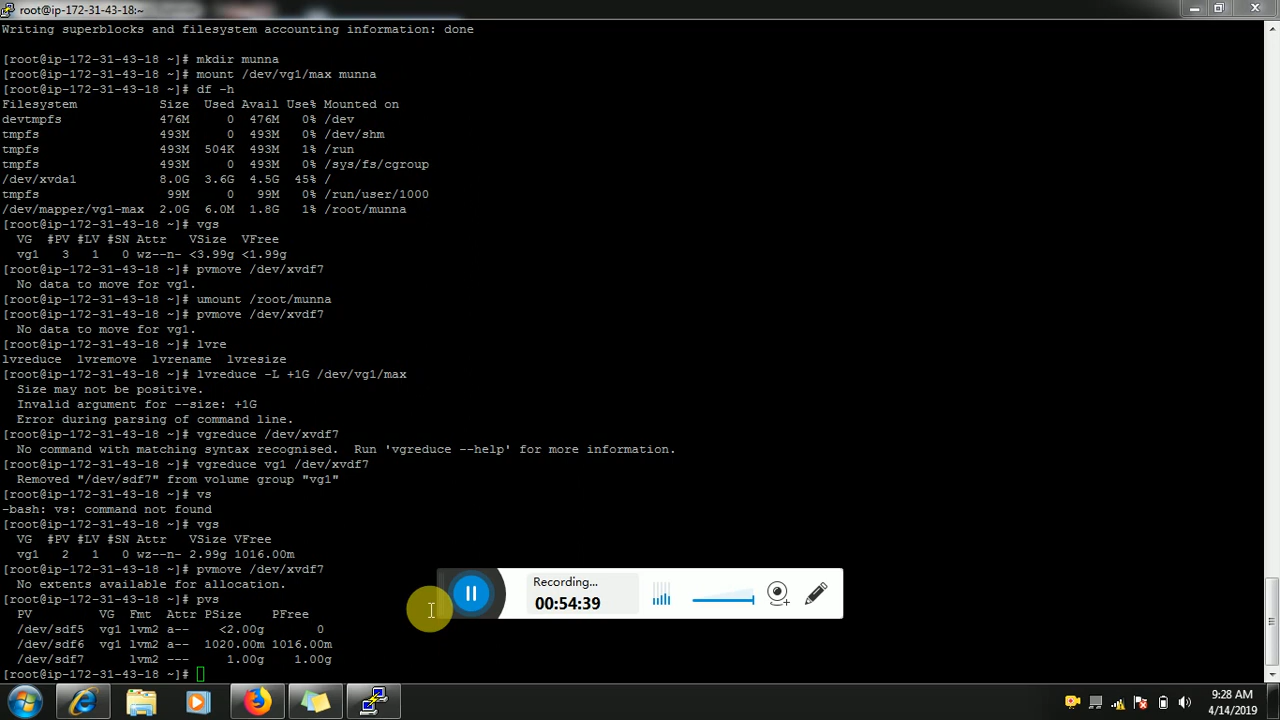 root@ip-172-31-43-18:~
Writing superblocks and filesystem accounting information: done
[root@ip-172-31-43-18 ~]# mkdir munna
[root@ip-172-31-43-18 ~]# mount /dev/vg1/max munna
[root@ip-172-31-43-18 ~]# df -h
Filesystem           Size  Used Avail Use% Mounted on
devtmpfs             476M     0  476M   0% /dev
tmpfs                493M     0  493M   0% /dev/shm
tmpfs                493M  504K  493M   1% /run
tmpfs                493M     0  493M   0% /sys/fs/cgroup
/dev/xvda1           8.0G  3.6G  4.5G  45% /
tmpfs                 99M     0   99M   0% /run/user/1000
/dev/mapper/vg1-max  2.0G  6.0M  1.8G   1% /root/munna
[root@ip-172-31-43-18 ~]# vgs
  VG  #PV #LV #SN Attr   VSize  VFree
  vg1   3   1   0 wz--n- <3.99g <1.99g
[root@ip-172-31-43-18 ~]# pvmove /dev/xvdf7
  No data to move for vg1.
[root@ip-172-31-43-18 ~]# umount /root/munna
[root@ip-172-31-43-18 ~]# pvmove /dev/xvdf7
  No data to move for vg1.
[root@ip-172-31-43-18 ~]# lvre
lvreduce  lvremove  lvrename  lvresize
[root@ip-172-31-43-18 ~]# lvreduce -L +1G /dev/vg1/max
  Size may not be positive.
  Invalid argument for --size: +1G
  Error during parsing of command line.
[root@ip-172-31-43-18 ~]# vgreduce /dev/xvdf7
  No command with matching syntax recognised.  Run 'vgreduce --help' for more information.
[root@ip-172-31-43-18 ~]# vgreduce vg1 /dev/xvdf7
  Removed "/dev/sdf7" from volume group "vg1"
[root@ip-172-31-43-18 ~]# vs
-bash: vs: command not found
[root@ip-172-31-43-18 ~]# vgs
  VG  #PV #LV #SN Attr   VSize VFree
  vg1   2   1   0 wz--n- 2.99g 1016.00m
[root@ip-172-31-43-18 ~]# pvmove /dev/xvdf7
  No extents available for allocation.
[root@ip-172-31-43-18 ~]# pvs
  PV         VG  Fmt  Attr PSize    PFree
  /dev/sdf5  vg1 lvm2 a--    <2.00g       0
  /dev/sdf6  vg1 lvm2 a--  1020.00m 1016.00m
  /dev/sdf7      lvm2 ---     1.00g    1.00g
[root@ip-172-31-43-18 ~]#
Recording...
00:54:39
9:28 AM
4/14/2019